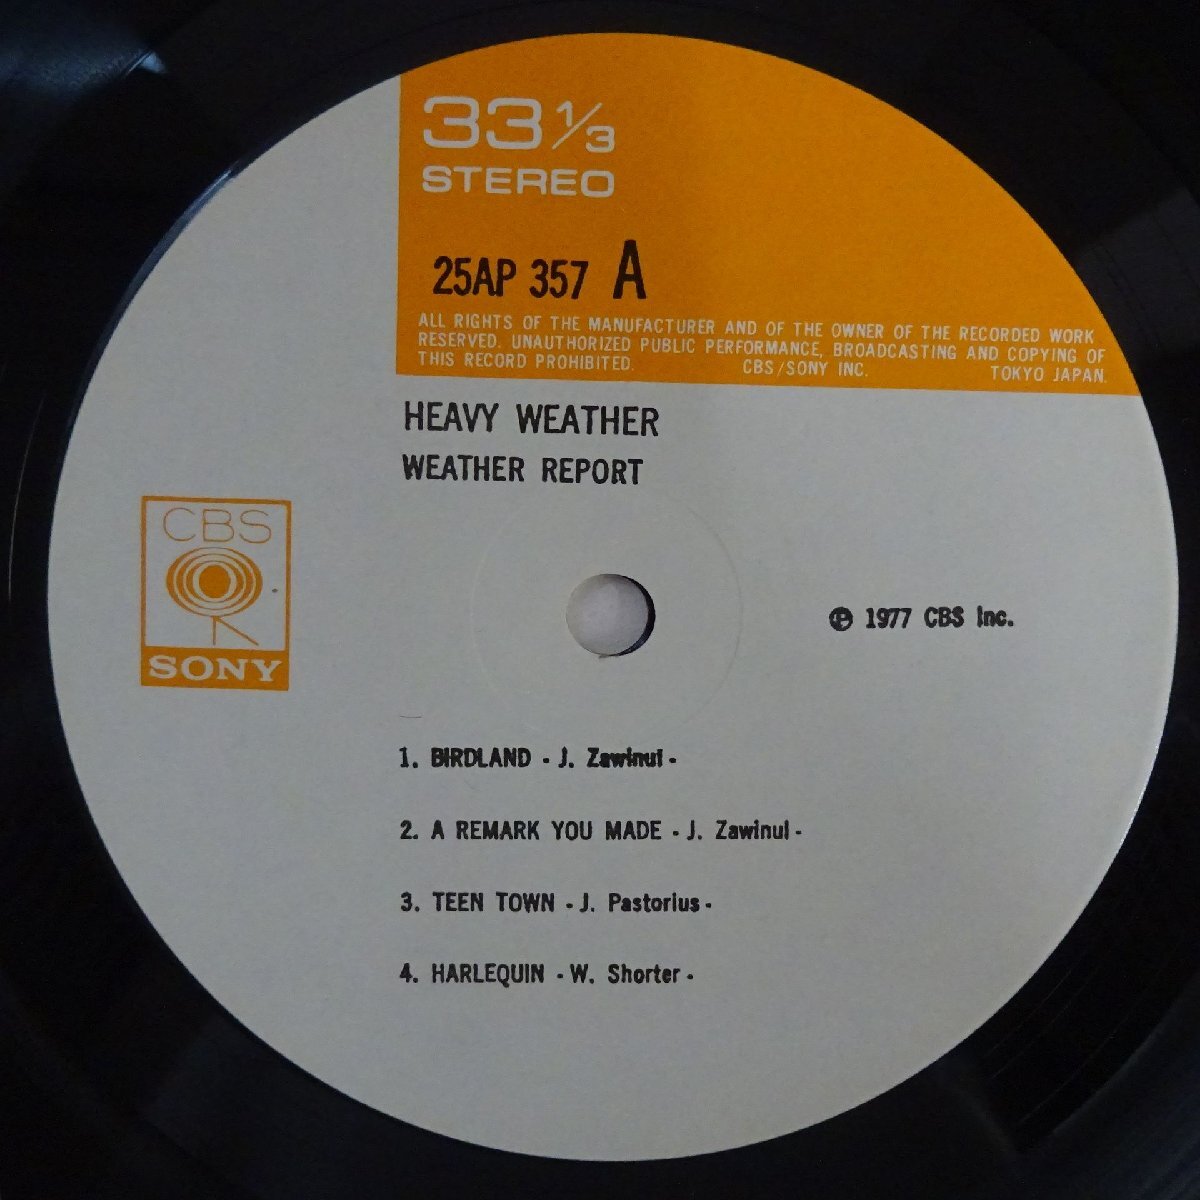 33 1/3
STEREO
25AP 357 A
ALL RIGHTS OF THE MANUFACTURER AND OF THE OWNER OF THE RECORDED WORK
RESERVED. UNAUTHORIZED PUBLIC PERFORMANCE, BROADCASTING AND COPYING OF
THIS RECORD PROHIBITED. CBS/SONY INC. TOKYO JAPAN.
HEAVY WEATHER
WEATHER REPORT
CBS
SONY
℗ 1977 CBS Inc.
1. BIRDLAND - J. Zawinul -
2. A REMARK YOU MADE - J. Zawinul -
3. TEEN TOWN - J. Pastorius -
4. HARLEQUIN - W. Shorter -